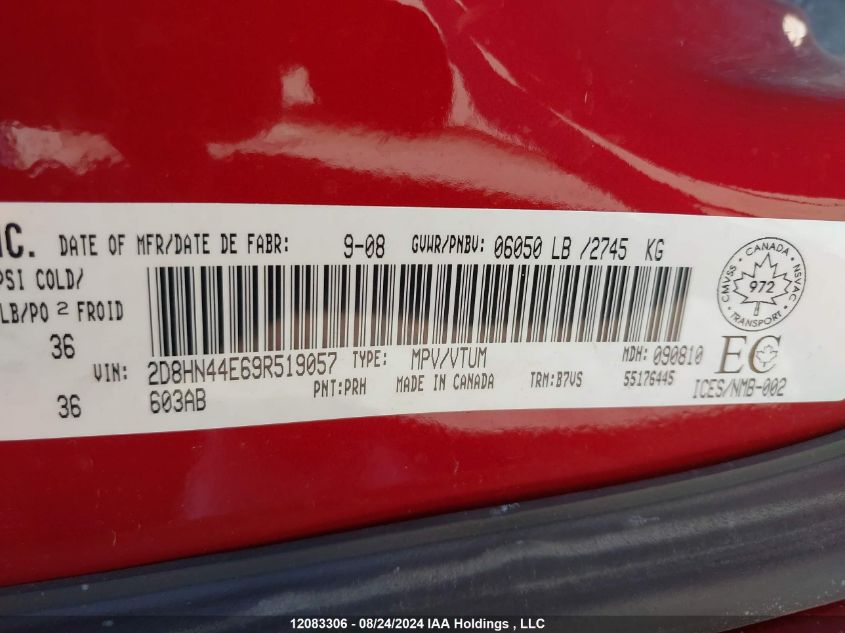 NC. DATE OF MFR/DATE DE FABR: 9-08 GVWR/PNBV: 06050 LB /2745 KG
PSI COLD/
LB/PO 2 FROID
36
VIN: 2D8HN44E69R519057 TYPE: MPV/VTUM MDH: 090810
36 603AB PNT:PRH MADE IN CANADA TRM:B7VS 55176445
CMVSS · CANADA · NSVAC
972
TRANSPORT
EC
ICES/NMB-002
12083306 - 08/24/2024 IAA Holdings , LLC